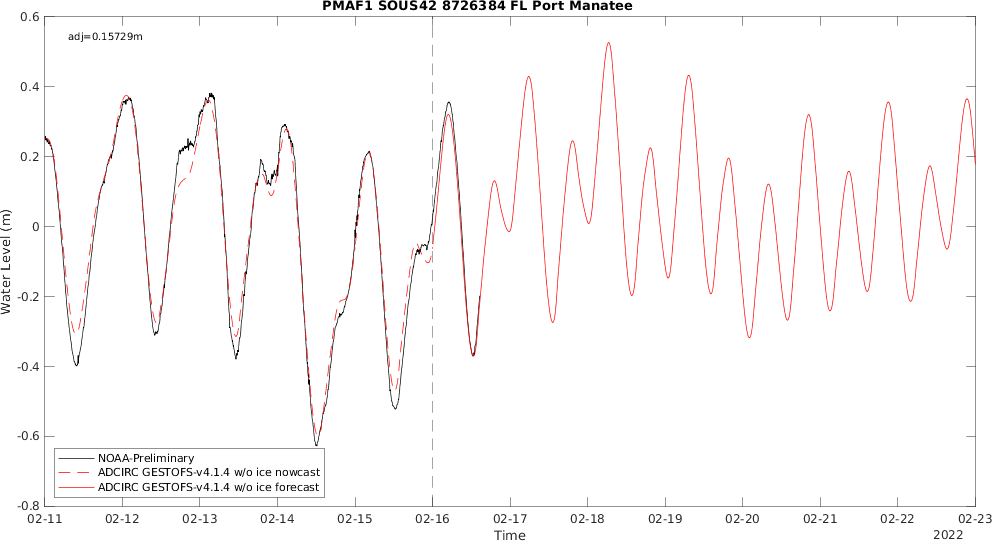 PMAF1 SOUS42 8726384 FL Port Manatee
adj=0.15729m
Water Level (m)
0.6
0.4
0.2
0
-0.2
-0.4
-0.6
-0.8
NOAA-Preliminary
ADCIRC GESTOFS-v4.1.4 w/o ice nowcast
ADCIRC GESTOFS-v4.1.4 w/o ice forecast
02-11 02-12 02-13 02-14 02-15 02-16 02-17 02-18 02-19 02-20 02-21 02-22 02-23
Time
2022